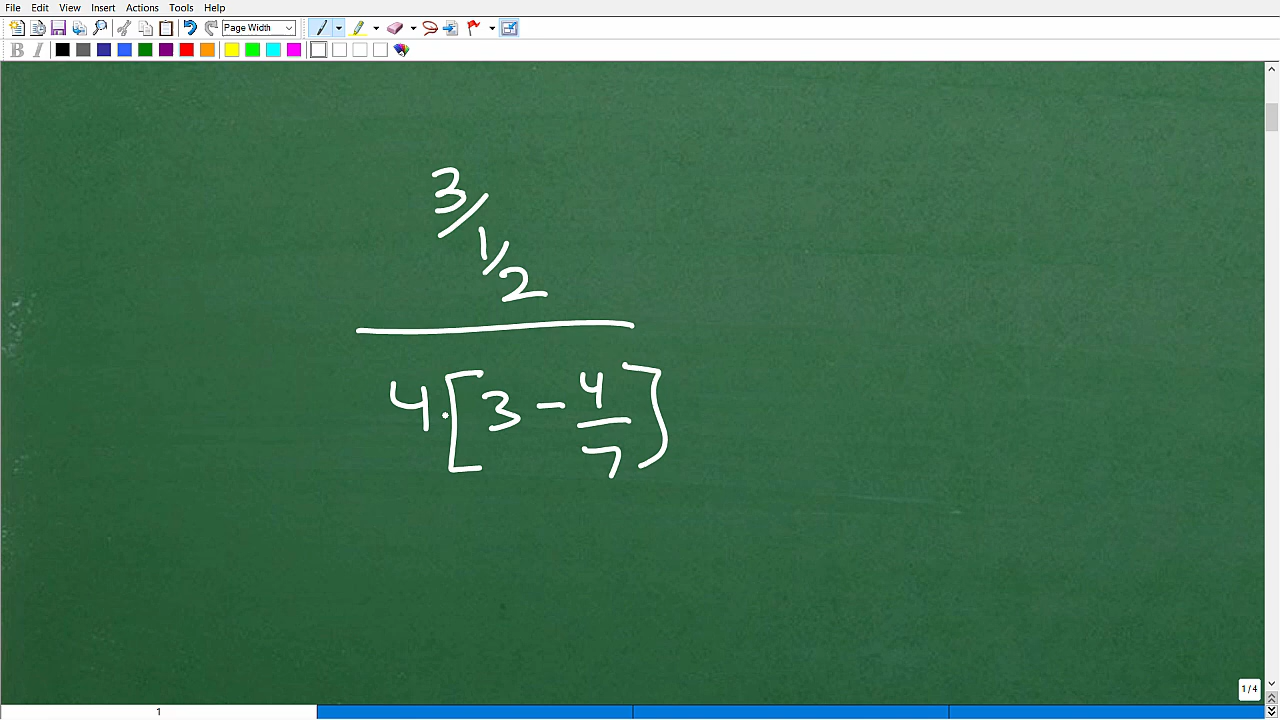 File Edit View Insert Actions Tools Help
Page Width
B I
3/
1/
2
4·[3 - 4/7]
1 / 4
1